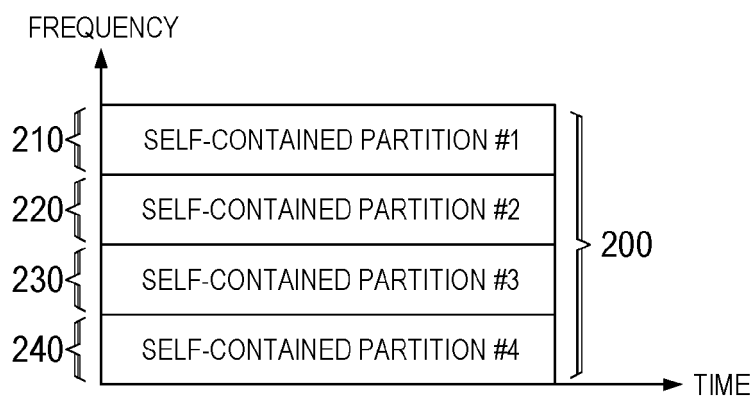 FREQUENCY
210 SELF-CONTAINED PARTITION #1
220 SELF-CONTAINED PARTITION #2
200
230 SELF-CONTAINED PARTITION #3
240 SELF-CONTAINED PARTITION #4
TIME